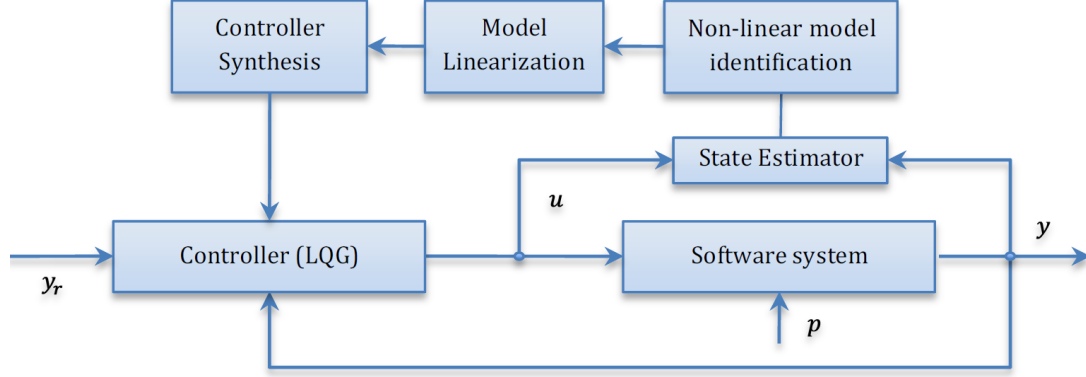 Controller
Synthesis
Model
Linearization
Non-linear model
identification
State Estimator
u
y
Controller (LQG)
Software system
y_r
p